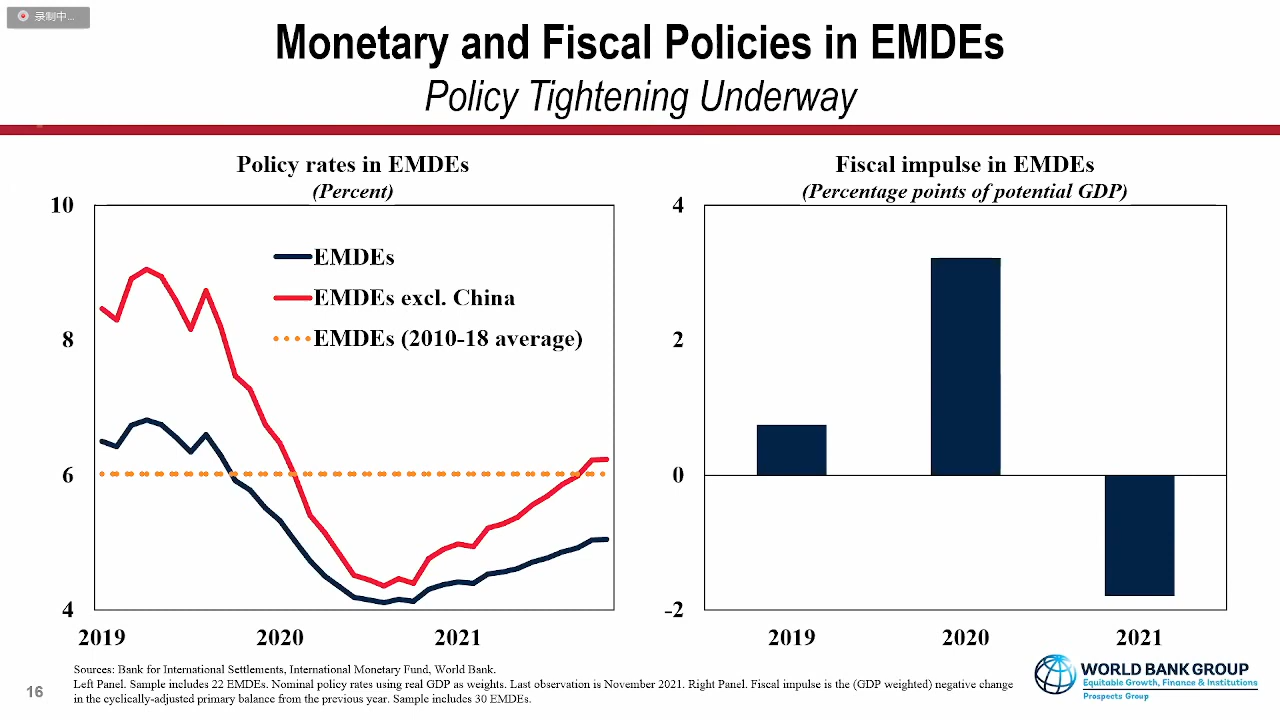 录制中...
Monetary and Fiscal Policies in EMDEs
Policy Tightening Underway
Policy rates in EMDEs
(Percent)
10
8
6
4
EMDEs
EMDEs excl. China
EMDEs (2010-18 average)
2019 2020 2021
Fiscal impulse in EMDEs
(Percentage points of potential GDP)
4
2
0
-2
2019 2020 2021
Sources: Bank for International Settlements, International Monetary Fund, World Bank.
Left Panel. Sample includes 22 EMDEs. Nominal policy rates using real GDP as weights. Last observation is November 2021. Right Panel. Fiscal impulse is the (GDP weighted) negative change
in the cyclically-adjusted primary balance from the previous year. Sample includes 30 EMDEs.
16
WORLD BANK GROUP
Equitable Growth, Finance & Institutions
Prospects Group